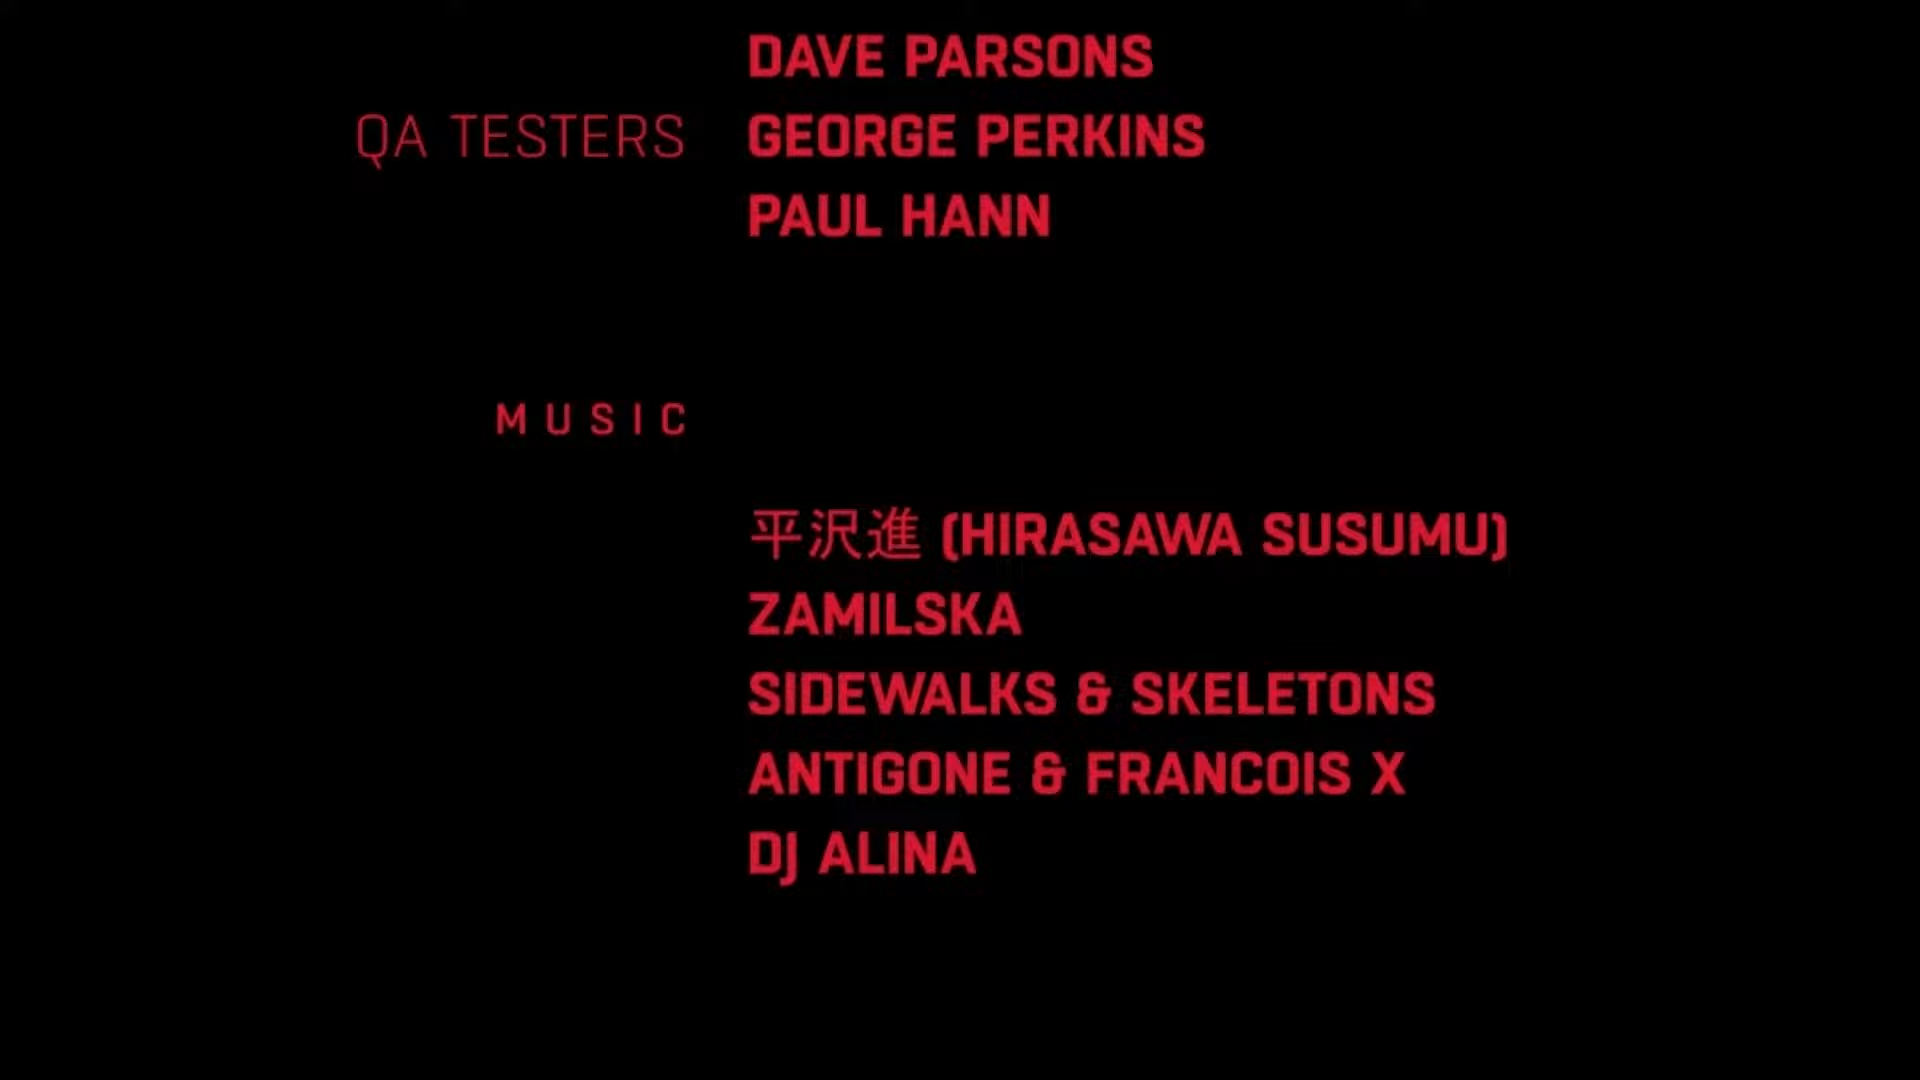 DAVE PARSONS
QA TESTERS GEORGE PERKINS
PAUL HANN
MUSIC
平沢進 (HIRASAWA SUSUMU)
ZAMILSKA
SIDEWALKS & SKELETONS
ANTIGONE & FRANCOIS X
DJ ALINA